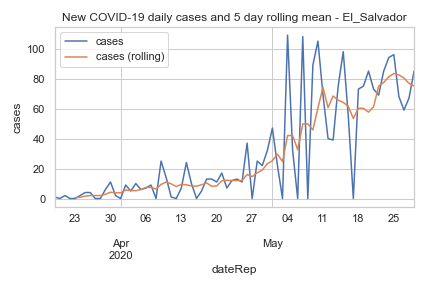 New COVID-19 daily cases and 5 day rolling mean - El_Salvador
cases
cases (rolling)
cases
100
80
60
40
20
0
23 30 06 13 20 27 04 11 18 25
Apr May
2020
dateRep